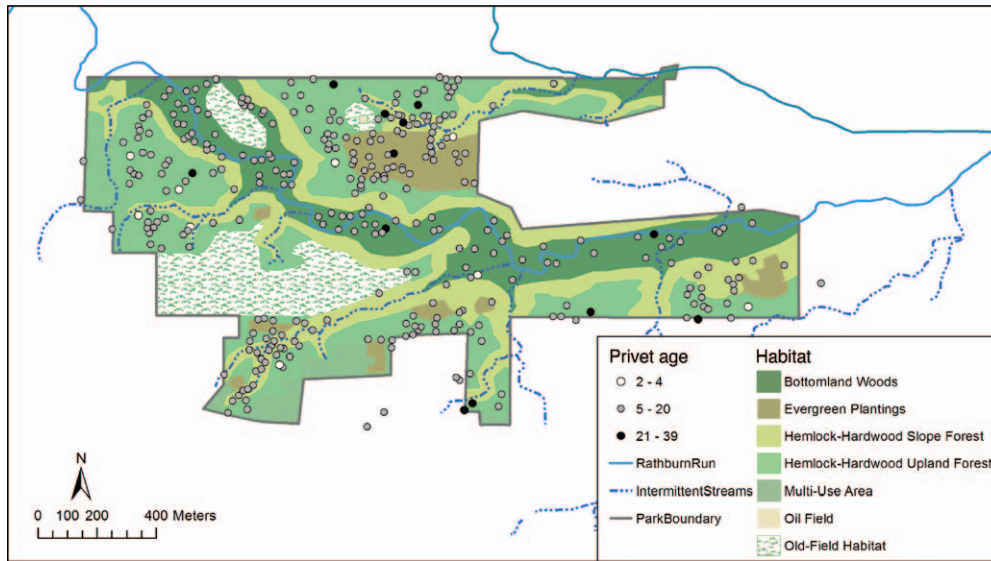 Privet age
2 - 4
5 - 20
21 - 39
RathburnRun
IntermittentStreams
ParkBoundary
Habitat
Bottomland Woods
Evergreen Plantings
Hemlock-Hardwood Slope Forest
Hemlock-Hardwood Upland Forest
Multi-Use Area
Oil Field
Old-Field Habitat
N
0 100 200 400 Meters